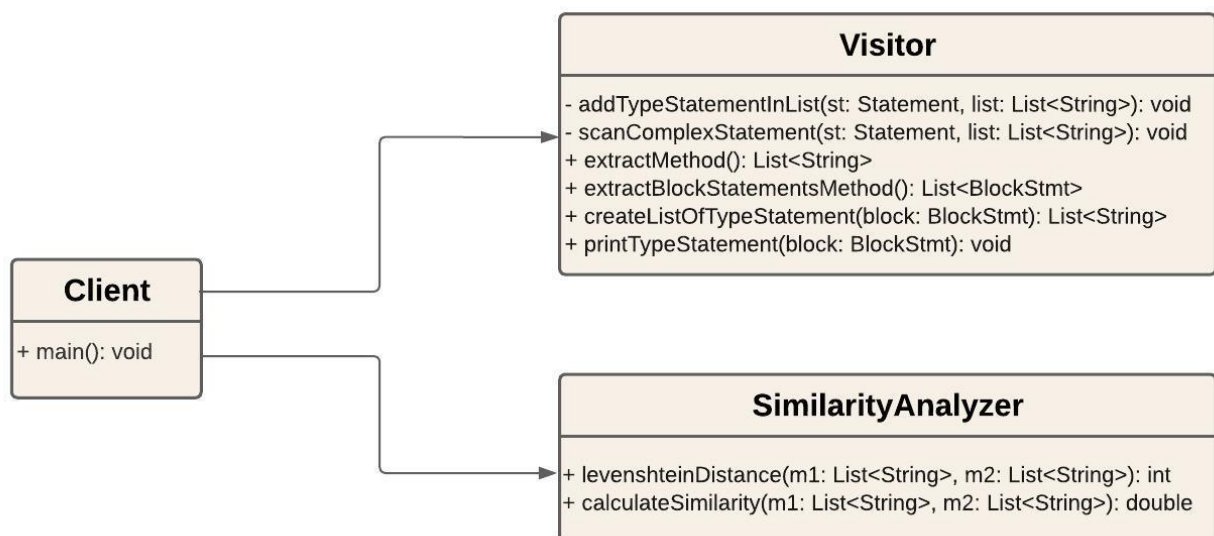 Visitor
- addTypeStatementInList(st: Statement, list: List<String>): void
- scanComplexStatement(st: Statement, list: List<String>): void
+ extractMethod(): List<String>
+ extractBlockStatementsMethod(): List<BlockStmt>
+ createListOfTypeStatement(block: BlockStmt): List<String>
+ printTypeStatement(block: BlockStmt): void
Client
+ main(): void
SimilarityAnalyzer
+ levenshteinDistance(m1: List<String>, m2: List<String>): int
+ calculateSimilarity(m1: List<String>, m2: List<String>): double